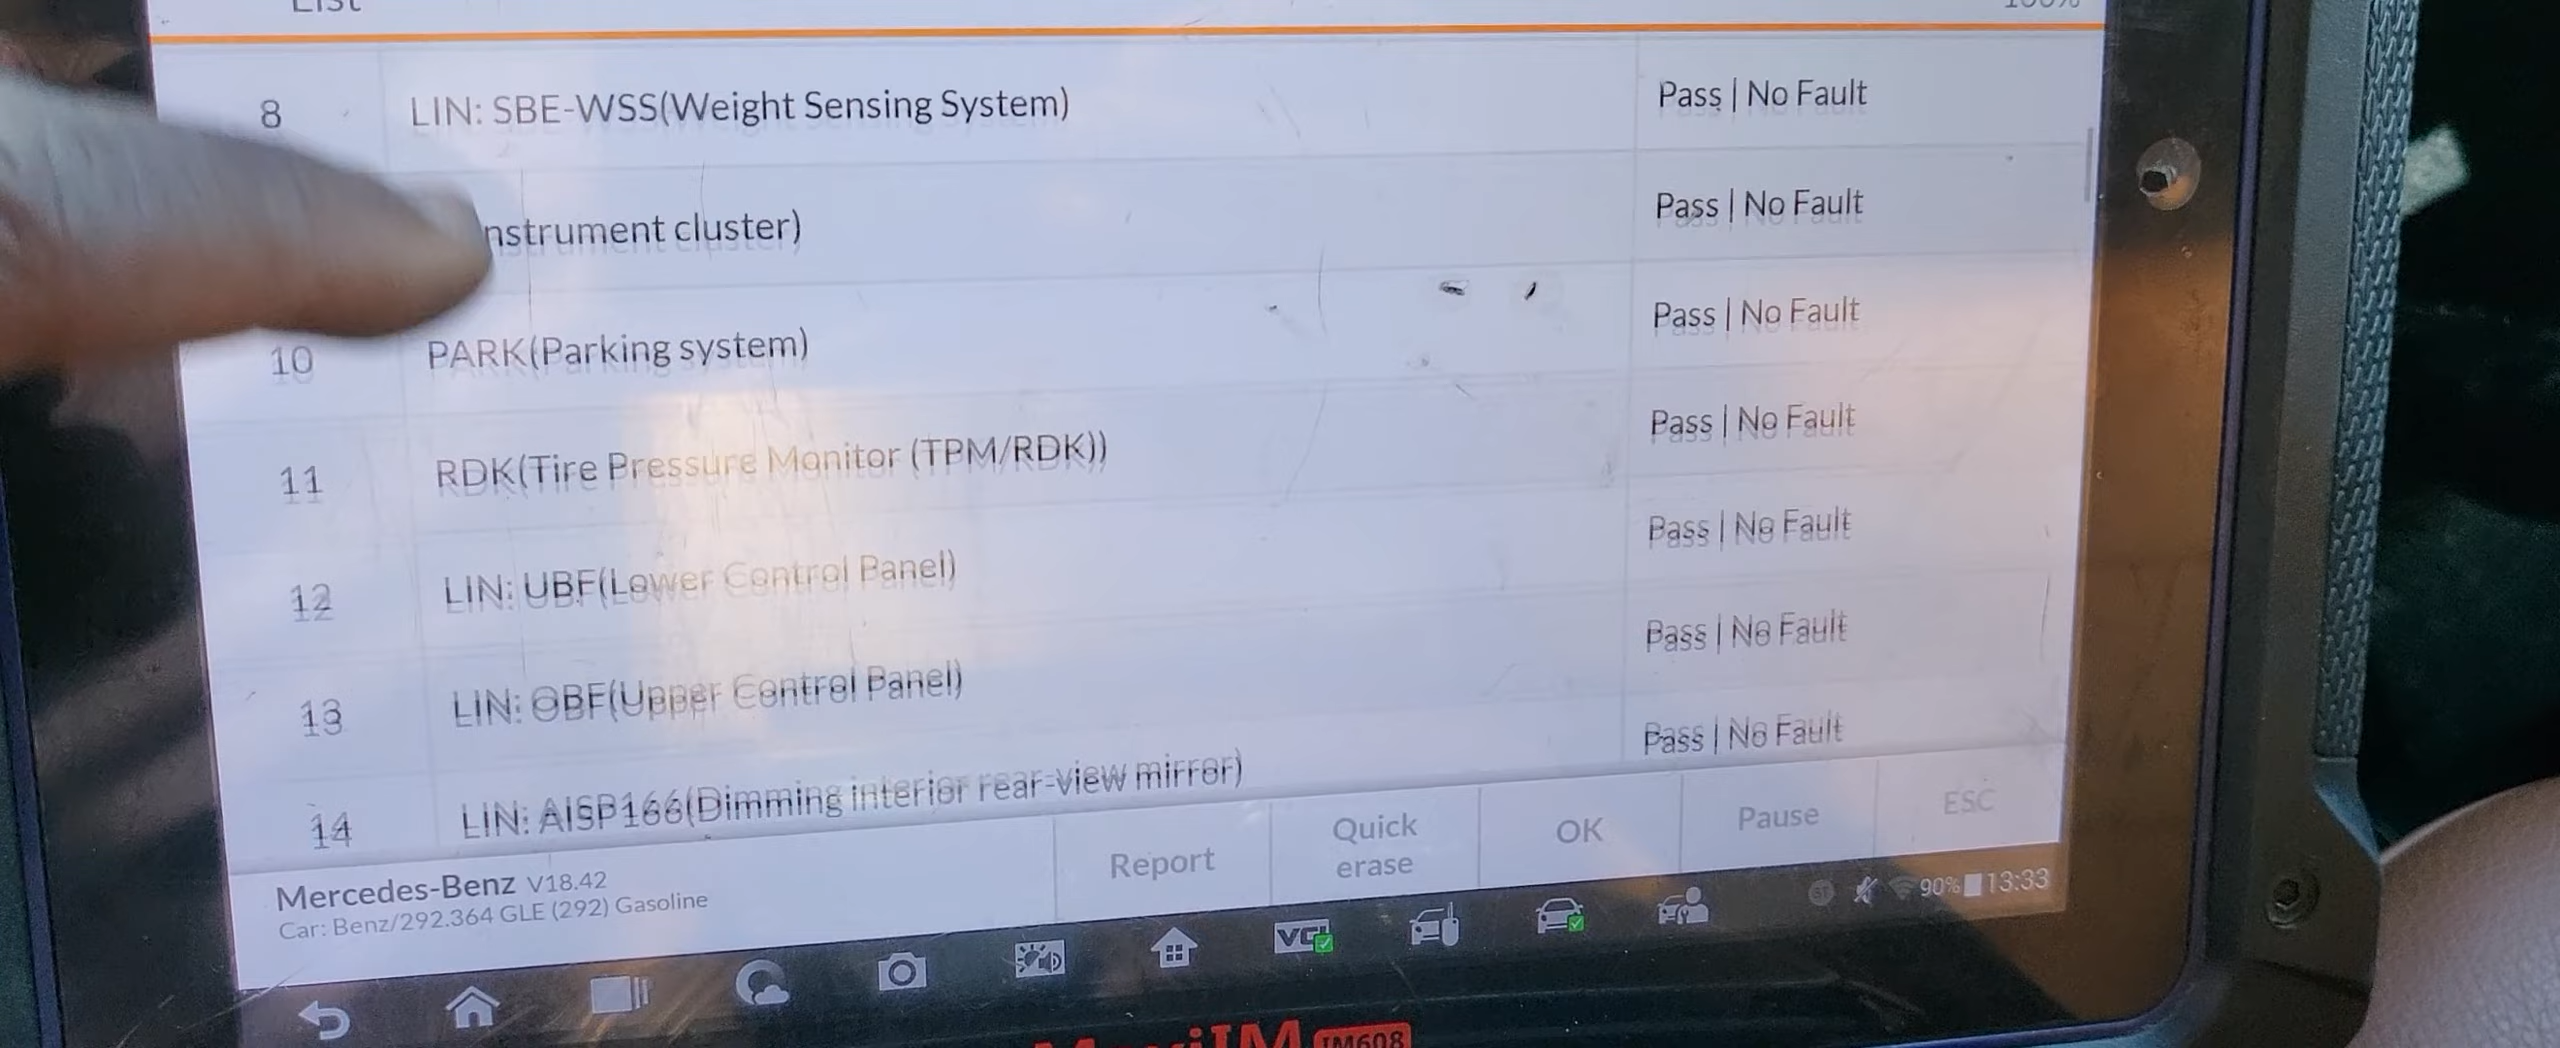 List
100%
8 LIN: SBE-WSS(Weight Sensing System) Pass | No Fault
nstrument cluster) Pass | No Fault
10 PARK(Parking system) Pass | No Fault
11 RDK(Tire Pressure Monitor (TPM/RDK)) Pass | No Fault
12 LIN: UBF(Lower Control Panel) Pass | No Fault
13 LIN: OBF(Upper Control Panel) Pass | No Fault
14 LIN: AISP166(Dimming interior rear-view mirror) Pass | No Fault
Report
Quick
erase
OK
Pause
ESC
Mercedes-Benz V18.42
Car: Benz/292.364 GLE (292) Gasoline
VCI
90% 13:33
MaxiIM IM608